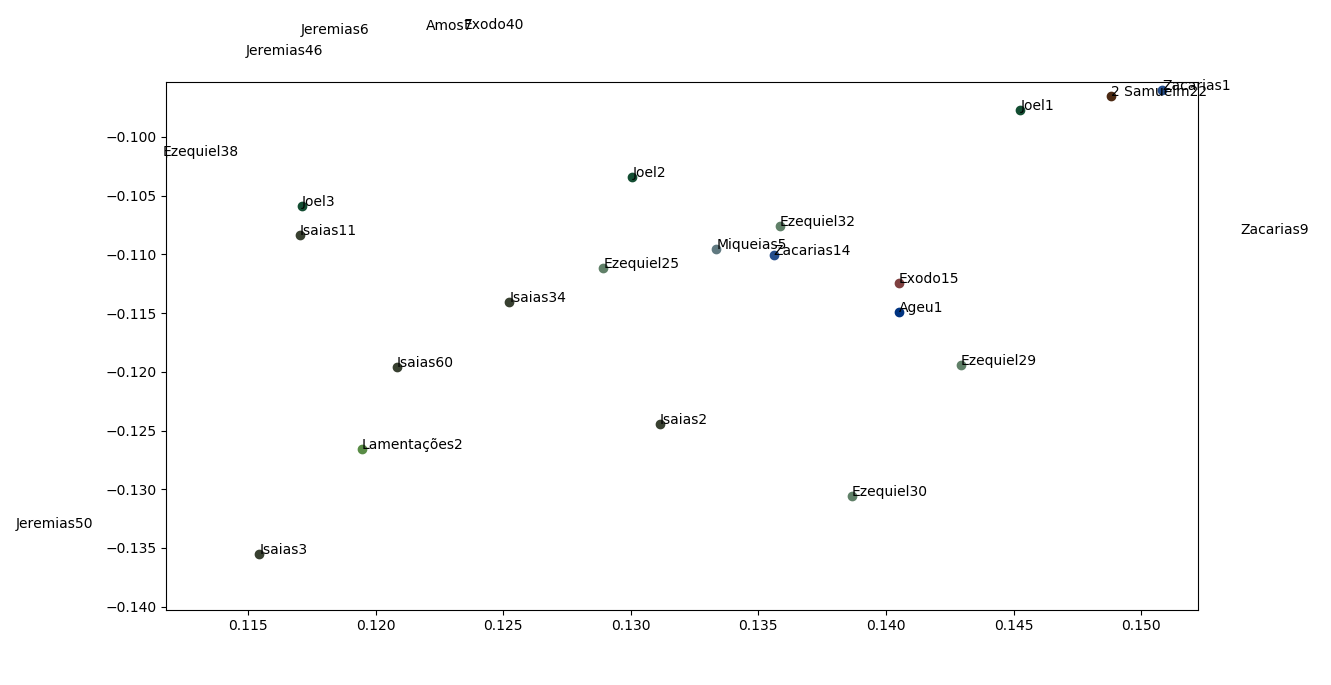 Jeremias6
Amos7
Exodo40
Jeremias46
Zacarias1
2 Samuelm22
Joel1
−0.100
Ezequiel38
Joel2
−0.105
Joel3
Ezequiel32
Isaias11
Zacarias9
Miqueias5
Zacarias14
−0.110
Ezequiel25
Exodo15
Isaias34
Ageu1
−0.115
Ezequiel29
Isaias60
−0.120
Isaias2
−0.125
Lamentações2
−0.130
Ezequiel30
Jeremias50
−0.135
Isaias3
−0.140
0.115 0.120 0.125 0.130 0.135 0.140 0.145 0.150